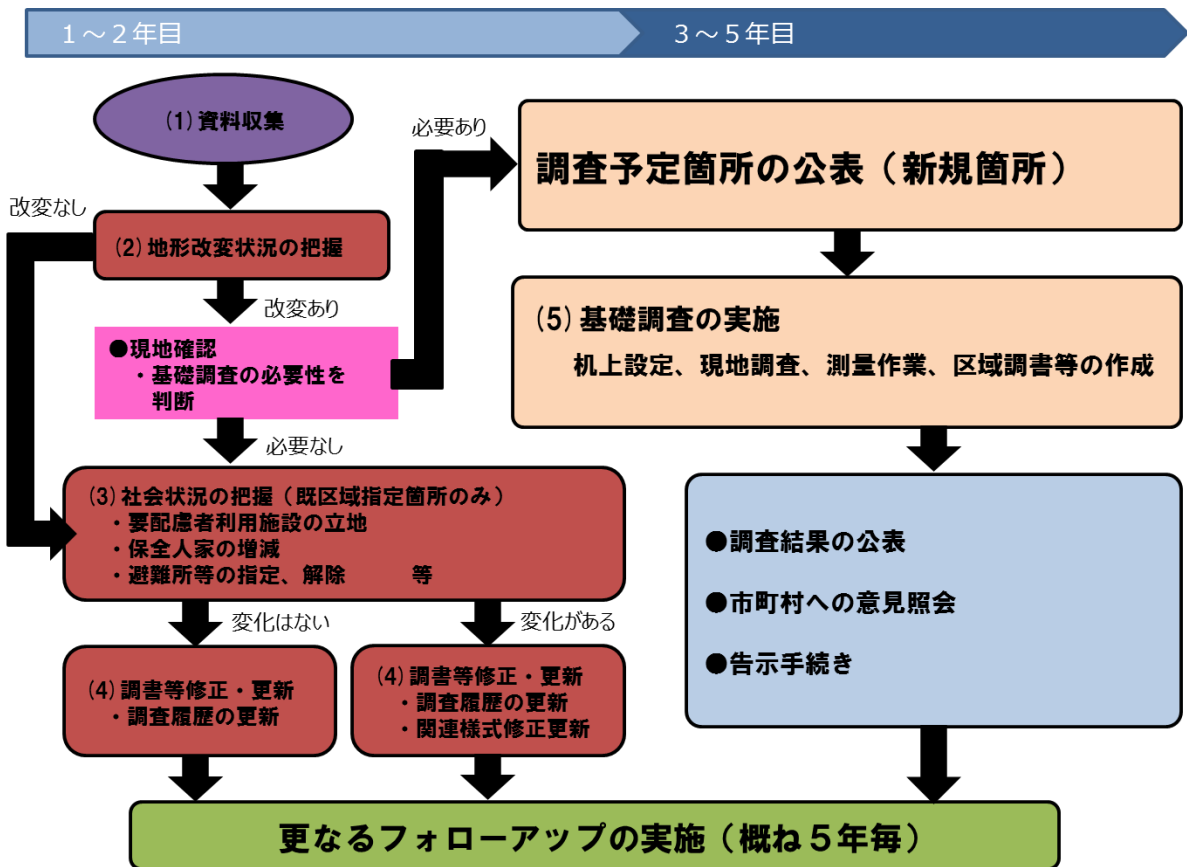 １～２年目
３～５年目
(1)資料収集
必要あり
調査予定箇所の公表（新規箇所）
改変なし
(2)地形改変状況の把握
改変あり
●現地確認
・基礎調査の必要性を
判断
(5)基礎調査の実施
机上設定、現地調査、測量作業、区域調書等の作成
必要なし
(3)社会状況の把握（既区域指定箇所のみ）
・要配慮者利用施設の立地
・保全人家の増減
・避難所等の指定、解除　　等
●調査結果の公表
●市町村への意見照会
●告示手続き
変化はない
変化がある
(4)調書等修正・更新
・調査履歴の更新
(4)調書等修正・更新
・調査履歴の更新
・関連様式修正更新
更なるフォローアップの実施（概ね５年毎）